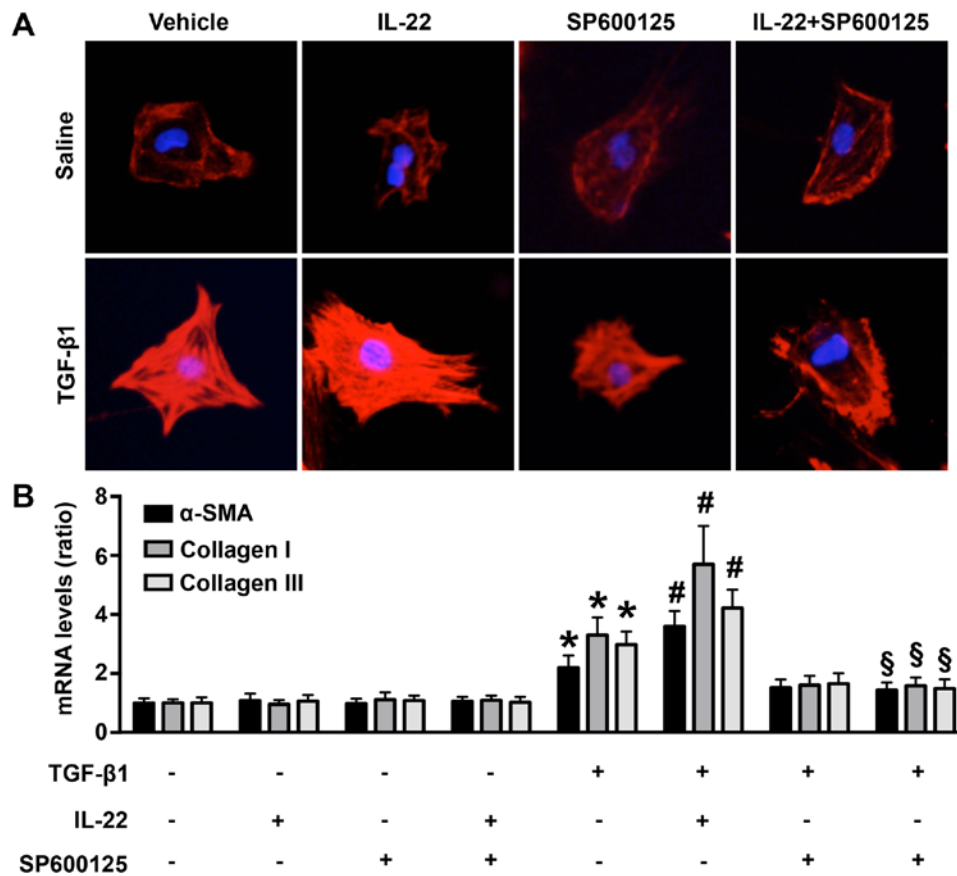 A
Vehicle IL-22 SP600125 IL-22+SP600125
Saline
TGF-β1
B
mRNA levels (ratio)
8
6
4
2
0
α-SMA
Collagen I
Collagen III
* * * # # # § § §
TGF-β1 - - - - + + + +
IL-22 - + - + - + - +
SP600125 - - + + - - + +